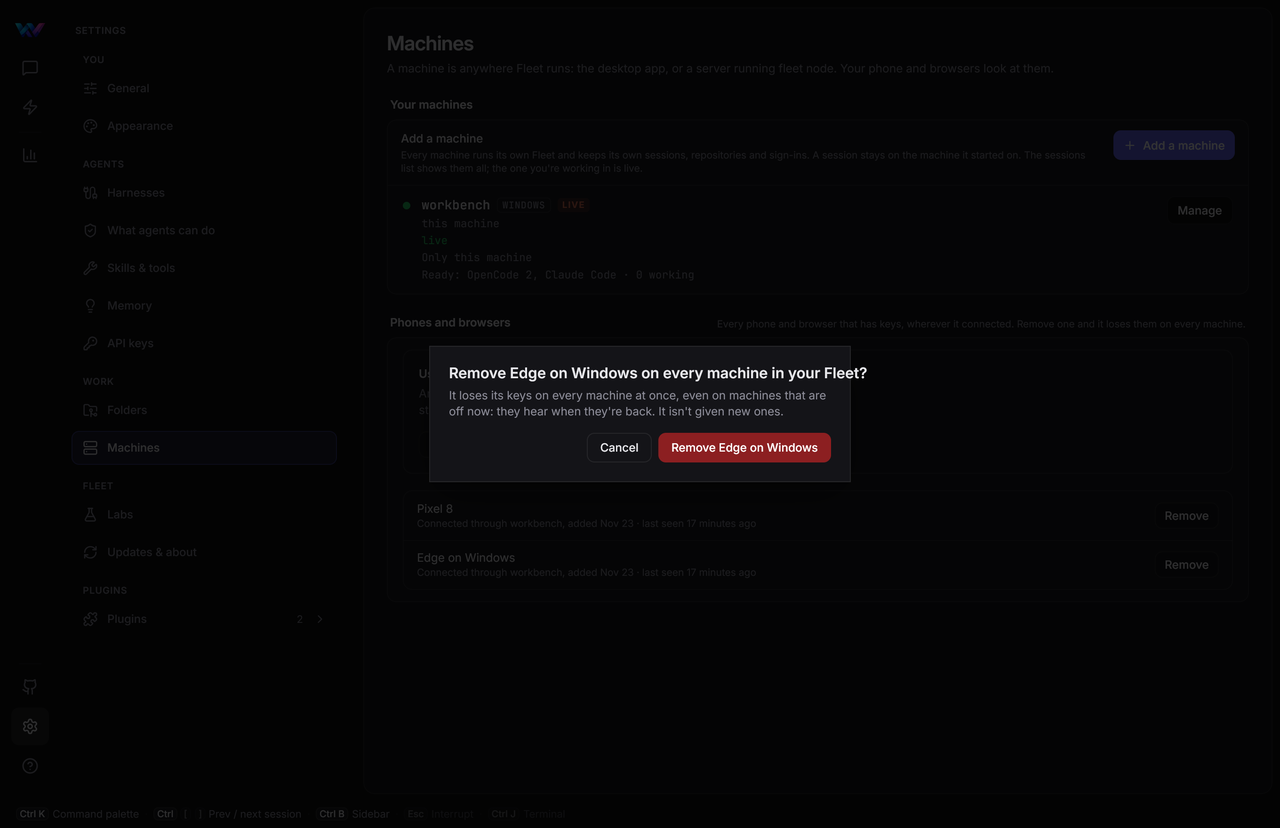 SETTINGS
YOU
General
Appearance
AGENTS
Harnesses
What agents can do
Skills & tools
Memory
API keys
WORK
Folders
Machines
FLEET
Labs
Updates & about
PLUGINS
Plugins 2
Machines
A machine is anywhere Fleet runs: the desktop app, or a server running fleet node. Your phone and browsers look at them.
Your machines
Add a machine
Every machine runs its own Fleet and keeps its own sessions, repositories and sign-ins. A session stays on the machine it started on. The sessions
list shows them all; the one you're working in is live.
+ Add a machine
workbench WINDOWS LIVE
this machine
live
Only this machine
Ready: OpenCode 2, Claude Code · 0 working
Manage
Phones and browsers
Every phone and browser that has keys, wherever it connected. Remove one and it loses them on every machine.
Remove Edge on Windows on every machine in your Fleet?
It loses its keys on every machine at once, even on machines that are
off now: they hear when they're back. It isn't given new ones.
Cancel
Remove Edge on Windows
Pixel 8
Connected through workbench, added Nov 23 · last seen 17 minutes ago
Remove
Edge on Windows
Connected through workbench, added Nov 23 · last seen 17 minutes ago
Remove
Ctrl K Command palette Ctrl [ ] Prev / next session Ctrl B Sidebar Esc Interrupt Ctrl J Terminal